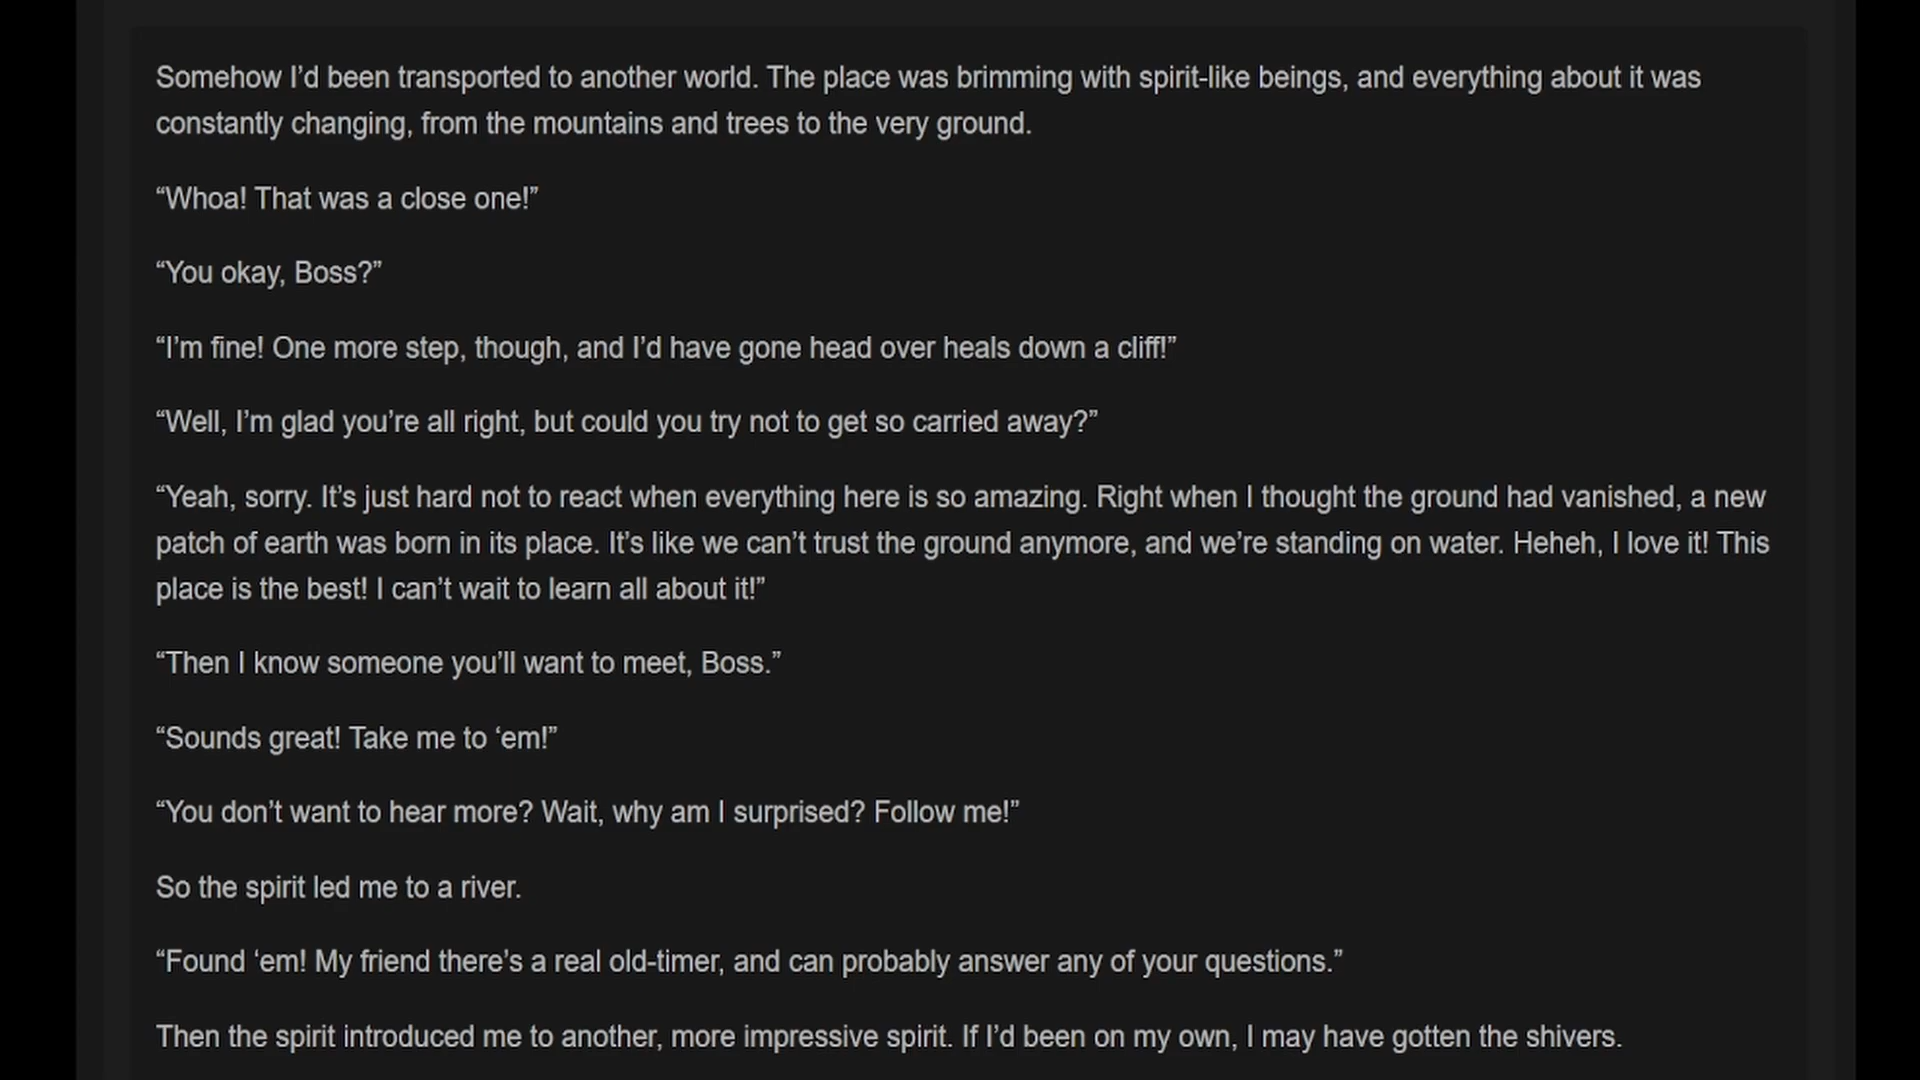 Somehow I’d been transported to another world. The place was brimming with spirit-like beings, and everything about it was
constantly changing, from the mountains and trees to the very ground.
“Whoa! That was a close one!”
“You okay, Boss?”
“I’m fine! One more step, though, and I’d have gone head over heals down a cliff!”
“Well, I’m glad you’re all right, but could you try not to get so carried away?”
“Yeah, sorry. It’s just hard not to react when everything here is so amazing. Right when I thought the ground had vanished, a new
patch of earth was born in its place. It’s like we can’t trust the ground anymore, and we’re standing on water. Heheh, I love it! This
place is the best! I can’t wait to learn all about it!”
“Then I know someone you’ll want to meet, Boss.”
“Sounds great! Take me to ‘em!”
“You don’t want to hear more? Wait, why am I surprised? Follow me!”
So the spirit led me to a river.
“Found ‘em! My friend there’s a real old-timer, and can probably answer any of your questions.”
Then the spirit introduced me to another, more impressive spirit. If I’d been on my own, I may have gotten the shivers.